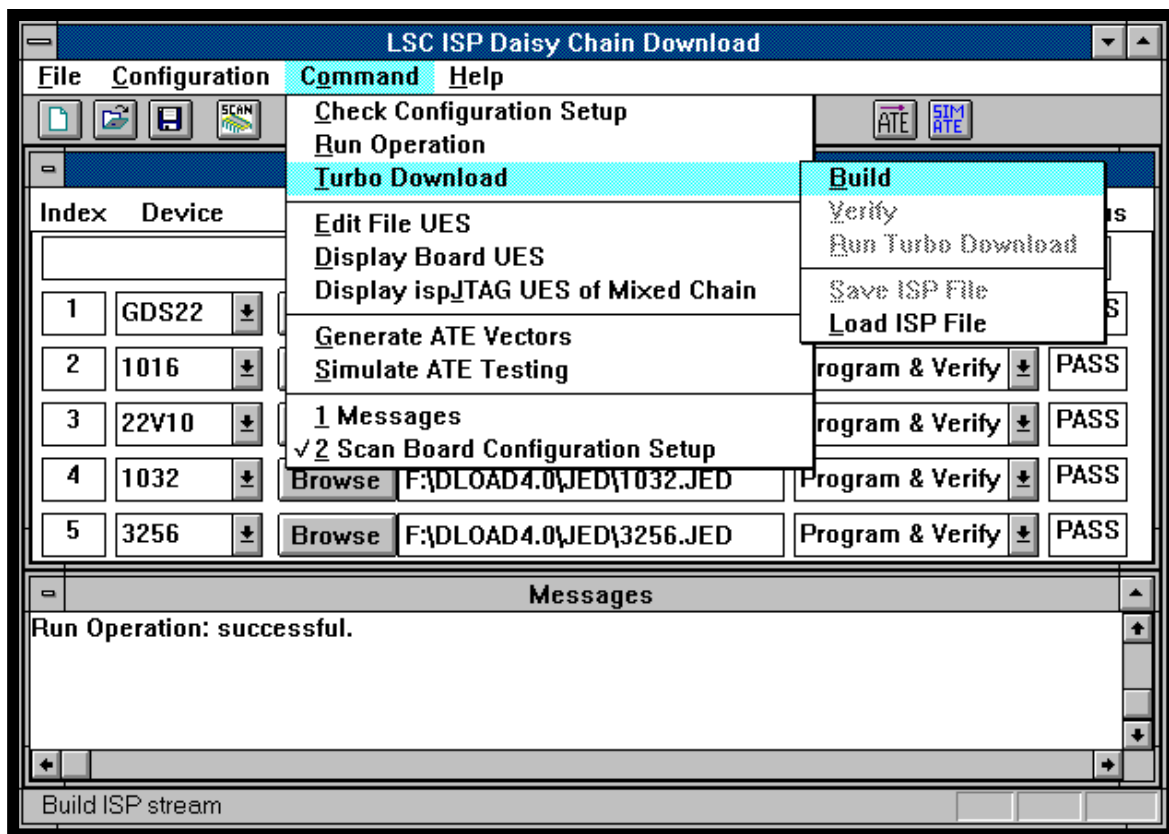 LSC ISP Daisy Chain Download
File Configuration Command Help
SCAN
ATE
SIM ATE
Check Configuration Setup
Run Operation
Turbo Download
Edit File UES
Display Board UES
Display ispJTAG UES of Mixed Chain
Generate ATE Vectors
Simulate ATE Testing
1 Messages
✓2 Scan Board Configuration Setup
Build
Verify
Run Turbo Download
Save ISP File
Load ISP File
Index Device
1 GDS22
2 1016 rogram & Verify PASS
3 22V10 rogram & Verify PASS
4 1032 Browse F:\DLOAD4.0\JED\1032.JED Program & Verify PASS
5 3256 Browse F:\DLOAD4.0\JED\3256.JED Program & Verify PASS
Messages
Run Operation: successful.
Build ISP stream